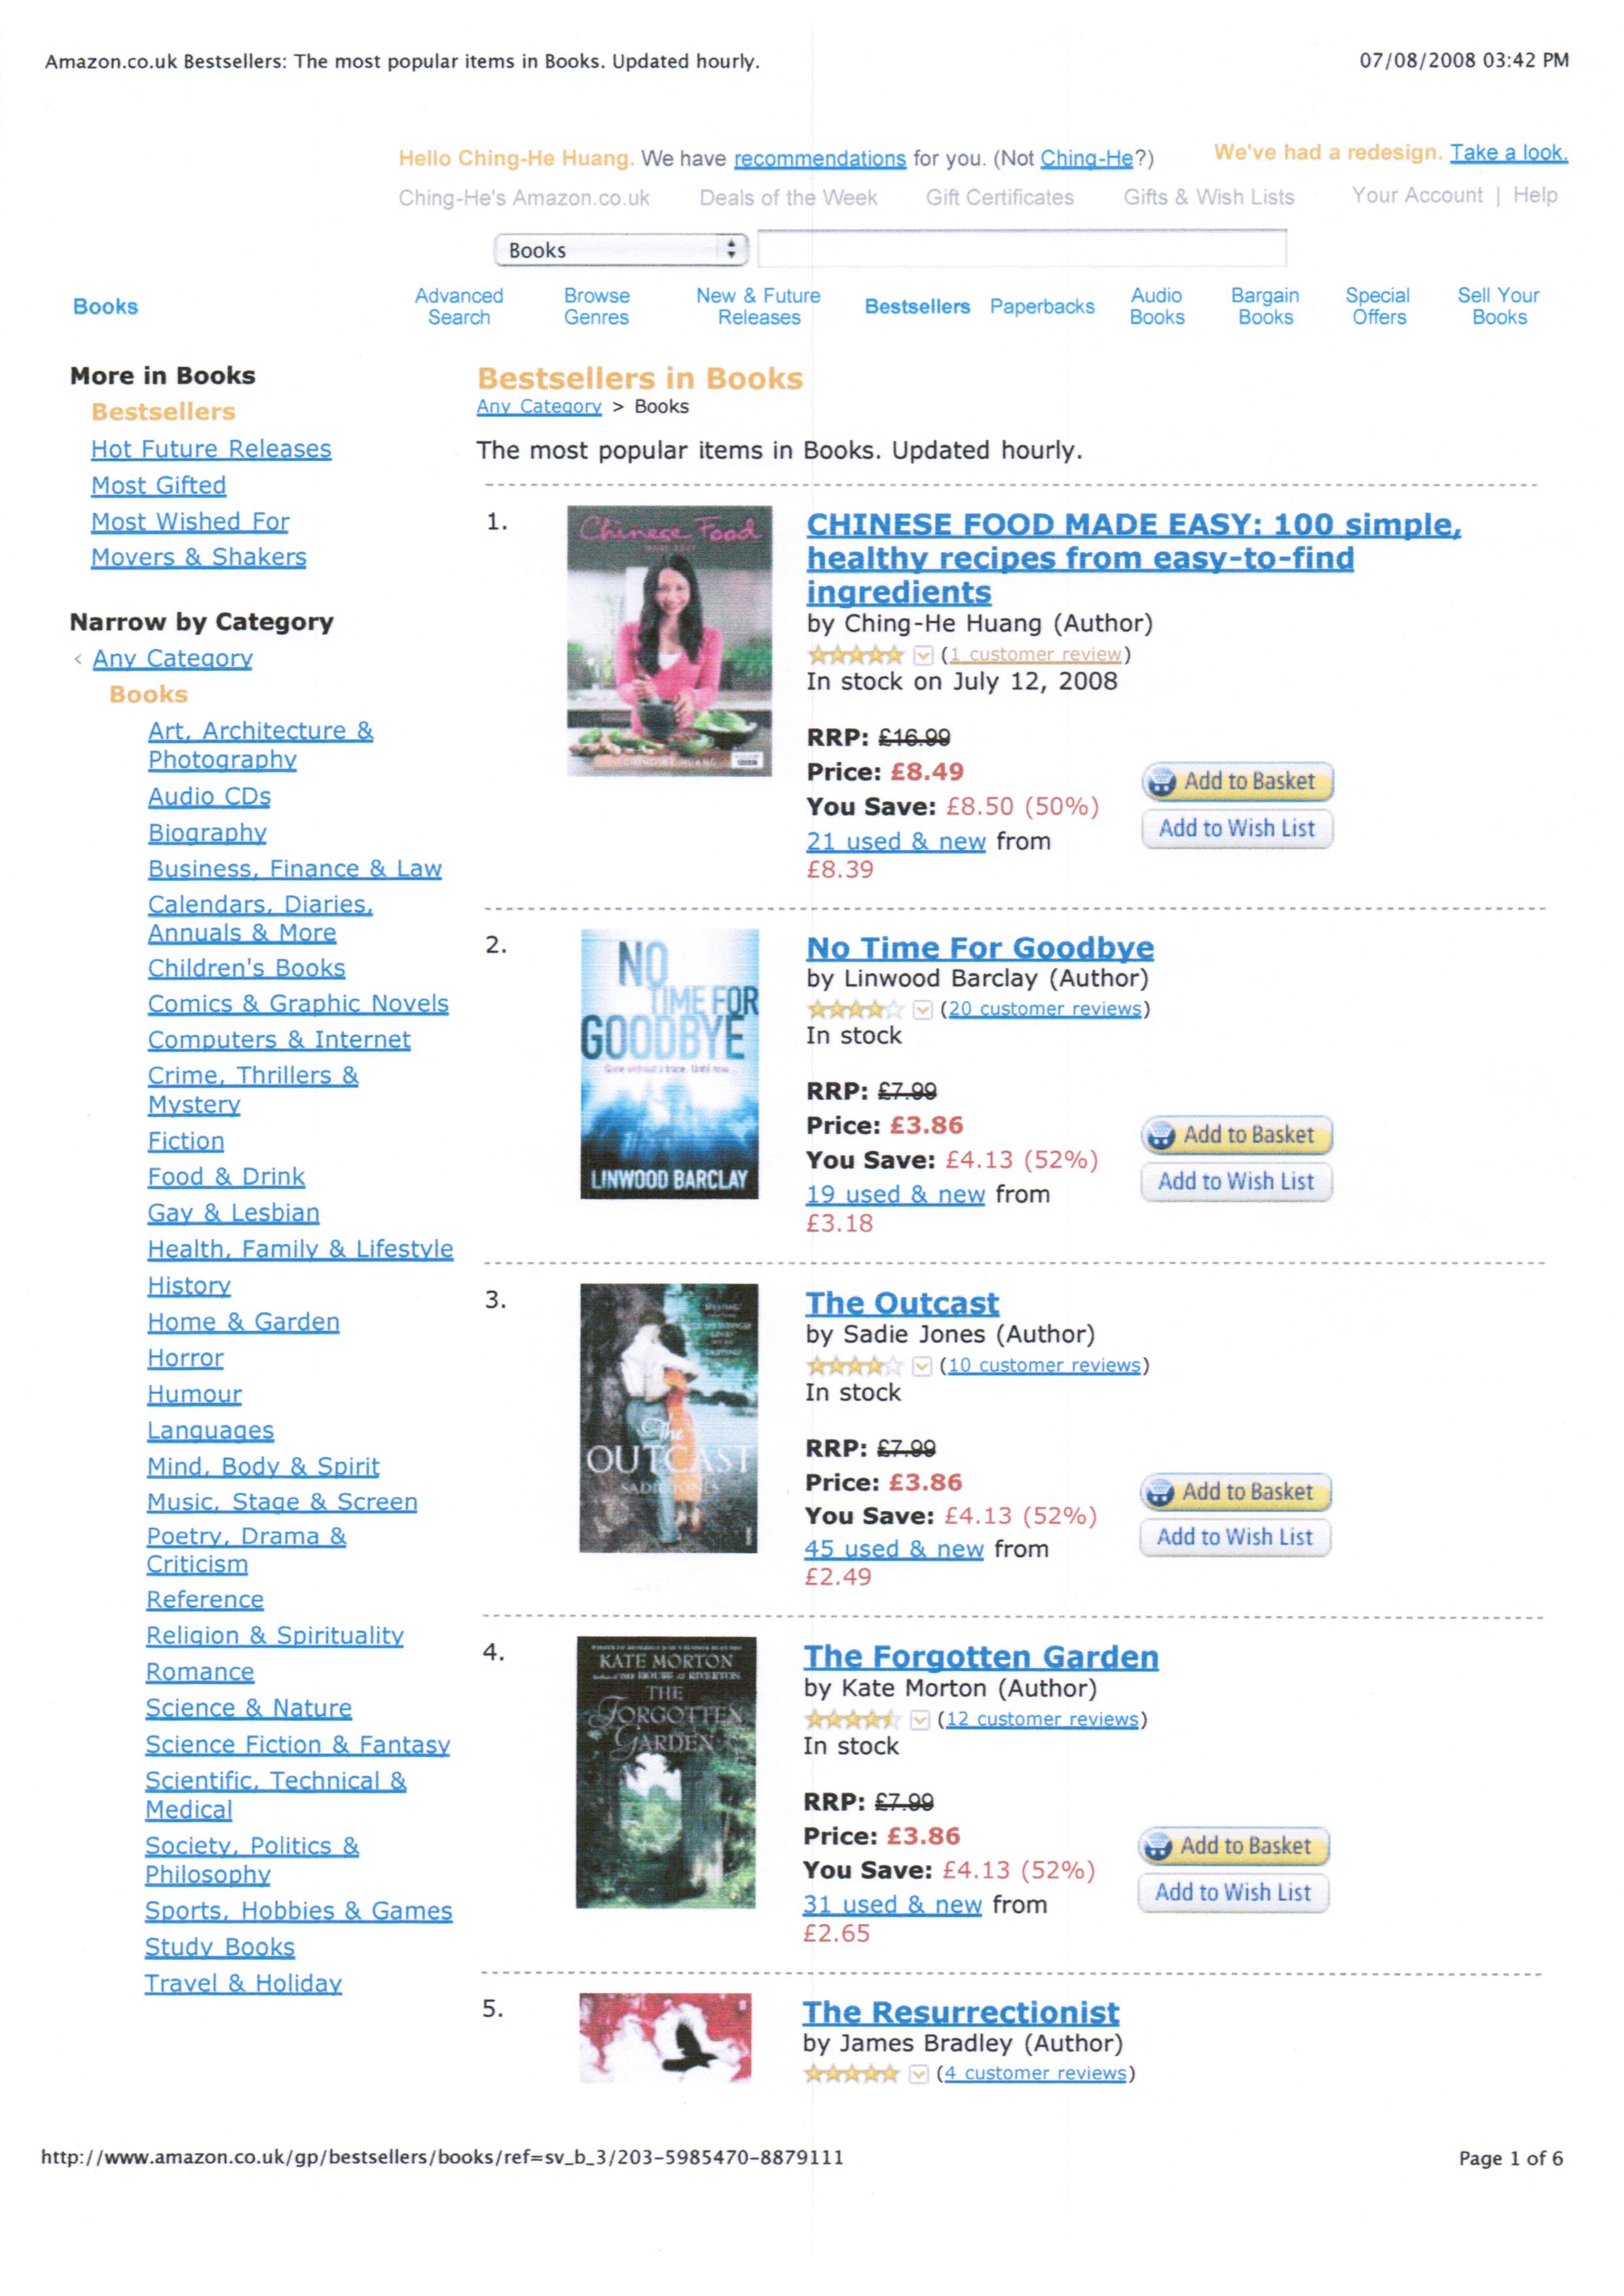 Amazon.co.uk Bestsellers: The most popular items in Books. Updated hourly.
07/08/2008 03:42 PM
Hello Ching-He Huang. We have recommendations for you. (Not Ching-He?)
We've had a redesign. Take a look.
Ching-He's Amazon.co.uk Deals of the Week Gift Certificates Gifts & Wish Lists Your Account | Help
Books
Books
Advanced Search
Browse Genres
New & Future Releases
Bestsellers
Paperbacks
Audio Books
Bargain Books
Special Offers
Sell Your Books
More in Books
Bestsellers
Hot Future Releases
Most Gifted
Most Wished For
Movers & Shakers
Narrow by Category
< Any Category
Books
Art, Architecture &
Photography
Audio CDs
Biography
Business, Finance & Law
Calendars, Diaries,
Annuals & More
Children's Books
Comics & Graphic Novels
Computers & Internet
Crime, Thrillers &
Mystery
Fiction
Food & Drink
Gay & Lesbian
Health, Family & Lifestyle
History
Home & Garden
Horror
Humour
Languages
Mind, Body & Spirit
Music, Stage & Screen
Poetry, Drama &
Criticism
Reference
Religion & Spirituality
Romance
Science & Nature
Science Fiction & Fantasy
Scientific, Technical &
Medical
Society, Politics &
Philosophy
Sports, Hobbies & Games
Study Books
Travel & Holiday
Bestsellers in Books
Any Category > Books
The most popular items in Books. Updated hourly.
1.
Chinese Food
MADE EASY
CHING-HE HUANG
CHINESE FOOD MADE EASY: 100 simple,
healthy recipes from easy-to-find
ingredients
by Ching-He Huang (Author)
(1 customer review)
In stock on July 12, 2008
RRP: £16.99
Price: £8.49
You Save: £8.50 (50%)
21 used & new from
£8.39
Add to Basket
Add to Wish List
2.
NO
TIME FOR
GOODBYE
Gone without a trace. Until now
LINWOOD BARCLAY
No Time For Goodbye
by Linwood Barclay (Author)
(20 customer reviews)
In stock
RRP: £7.99
Price: £3.86
You Save: £4.13 (52%)
19 used & new from
£3.18
Add to Basket
Add to Wish List
3.
The
OUTCAST
SADIE JONES
The Outcast
by Sadie Jones (Author)
(10 customer reviews)
In stock
RRP: £7.99
Price: £3.86
You Save: £4.13 (52%)
45 used & new from
£2.49
Add to Basket
Add to Wish List
4.
KATE MORTON
author of THE HOUSE at RIVERTON
THE
FORGOTTEN
GARDEN
The Forgotten Garden
by Kate Morton (Author)
(12 customer reviews)
In stock
RRP: £7.99
Price: £3.86
You Save: £4.13 (52%)
31 used & new from
£2.65
Add to Basket
Add to Wish List
5.
The Resurrectionist
by James Bradley (Author)
(4 customer reviews)
http://www.amazon.co.uk/gp/bestsellers/books/ref=sv_b_3/203-5985470-8879111
Page 1 of 6